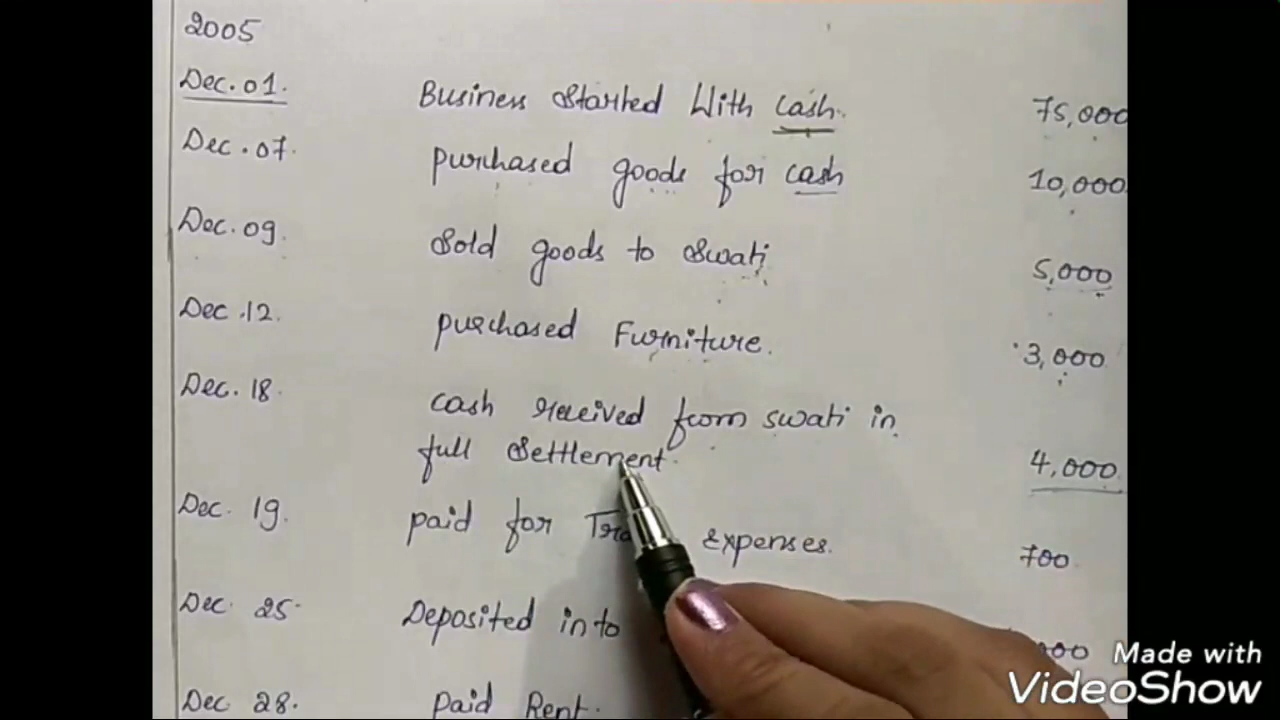 2005
Dec. 01. Business Started With cash. 75,000
Dec. 07. purchased goods for cash 10,000
Dec. 09. Sold goods to Swati 5,000
Dec. 12. purchased Furniture. 3,000
Dec. 18. cash received from swati in
full Settlement. 4,000
Dec. 19. paid for expenses. 700
Dec. 25. Deposited into
Dec 28. paid Rent.
Made with
VideoShow